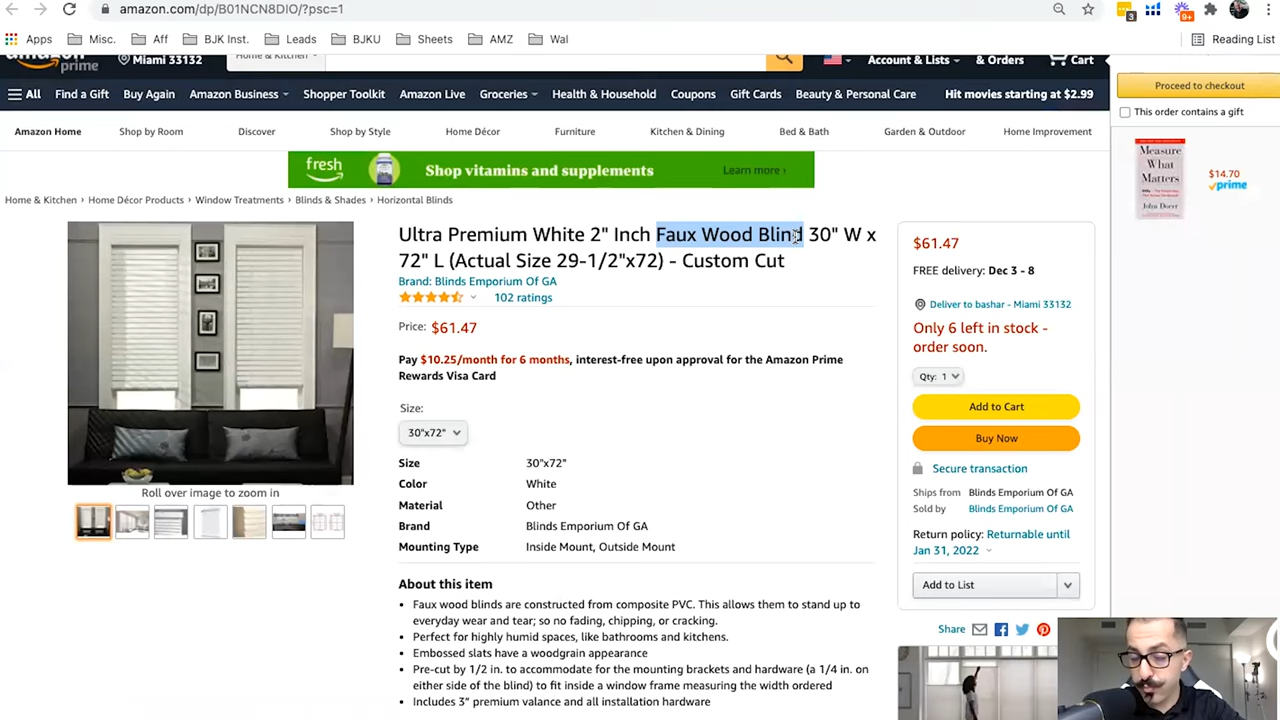 amazon.com/dp/B01NCN8DIO/?psc=1
3
9+
Apps Misc. Aff BJK Inst. Leads BJKU Sheets AMZ Wal Reading List
amazon prime Miami 33132 Home & Kitchen Account & Lists & Orders Cart
All Find a Gift Buy Again Amazon Business Shopper Toolkit Amazon Live Groceries Health & Household Coupons Gift Cards Beauty & Personal Care Hit movies starting at $2.99
Proceed to checkout
This order contains a gift
Amazon Home Shop by Room Discover Shop by Style Home Décor Furniture Kitchen & Dining Bed & Bath Garden & Outdoor Home Improvement
fresh Shop vitamins and supplements Learn more ›
Measure
What
Matters
John Doerr
$14.70
prime
Home & Kitchen › Home Décor Products › Window Treatments › Blinds & Shades › Horizontal Blinds
Ultra Premium White 2" Inch Faux Wood Blind 30" W x
72" L (Actual Size 29-1/2"x72) - Custom Cut
Brand: Blinds Emporium Of GA
102 ratings
Price: $61.47
Pay $10.25/month for 6 months, interest-free upon approval for the Amazon Prime
Rewards Visa Card
Size:
30"x72"
Size 30"x72"
Color White
Material Other
Brand Blinds Emporium Of GA
Mounting Type Inside Mount, Outside Mount
Roll over image to zoom in
About this item
• Faux wood blinds are constructed from composite PVC. This allows them to stand up to
everyday wear and tear; so no fading, chipping, or cracking.
• Perfect for highly humid spaces, like bathrooms and kitchens.
• Embossed slats have a woodgrain appearance
• Pre-cut by 1/2 in. to accommodate for the mounting brackets and hardware (a 1/4 in. on
either side of the blind) to fit inside a window frame measuring the width ordered
• Includes 3" premium valance and all installation hardware
$61.47
FREE delivery: Dec 3 - 8
Deliver to bashar - Miami 33132
Only 6 left in stock -
order soon.
Qty: 1
Add to Cart
Buy Now
Secure transaction
Ships from Blinds Emporium Of GA
Sold by Blinds Emporium Of GA
Return policy: Returnable until
Jan 31, 2022
Add to List
Share